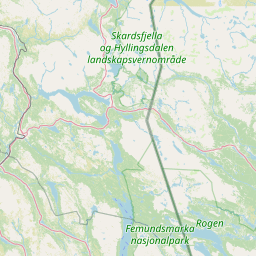 Skardsfjella
og Hyllingsdalen
landskapsvernområde
Rogen
Femundsmarka
nasjonalpark